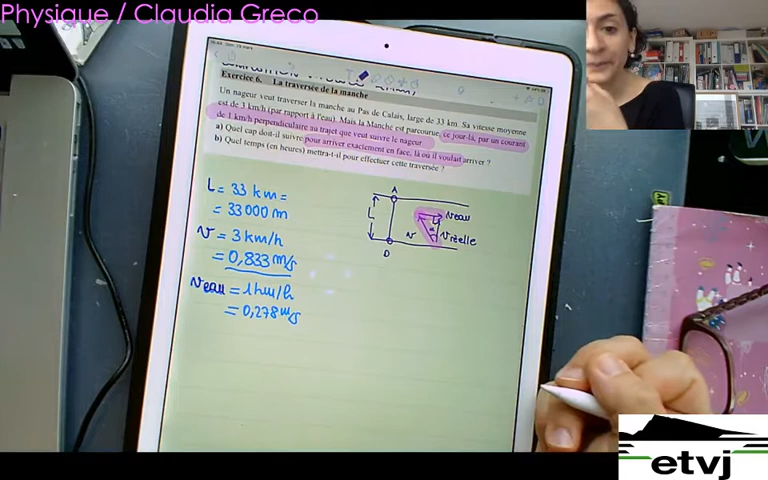 Physique / Claudia Greco
Exercice 6. La traversée de la manche
Un nageur veut traverser la manche au Pas de Calais, large de 33 km. Sa vitesse moyenne
est de 3 km/h (par rapport à l'eau). Mais la Manche est parcourue, ce jour-là, par un courant
de 1 km/h perpendiculaire au trajet que veut suivre le nageur
a) Quel cap doit-il suivre pour arriver exactement en face, là ou il voulait arriver ?
b) Quel temps (en heures) mettra-t-il pour effectuer cette traversée ?
L = 33 km =
= 33 000 m
v = 3 km/h
= 0,833 m/s
veau = 1 km/h
= 0,278 m/s
A
L
veau
v
vréelle
D
etvj